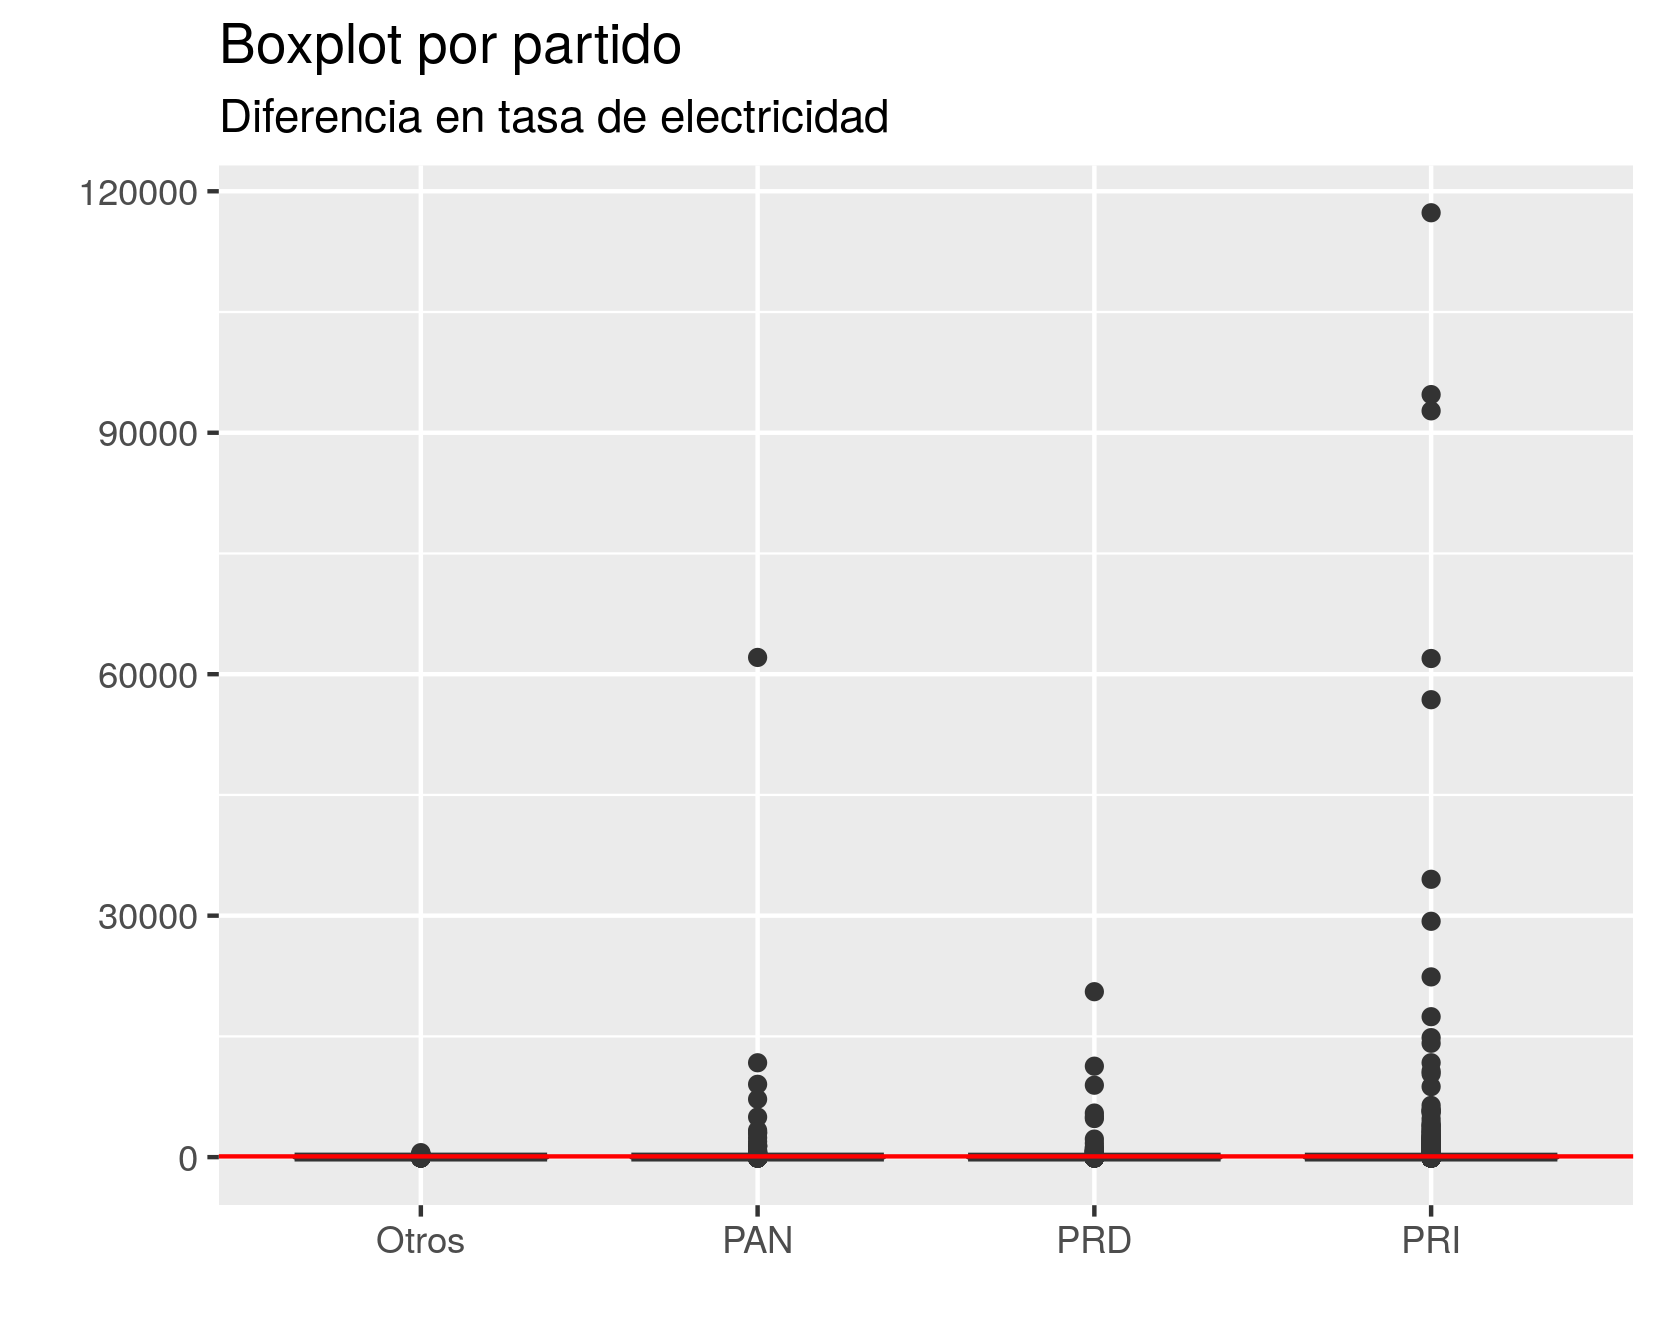 Boxplot por partido
Diferencia en tasa de electricidad
120000
90000
60000
30000
0
Otros PAN PRD PRI